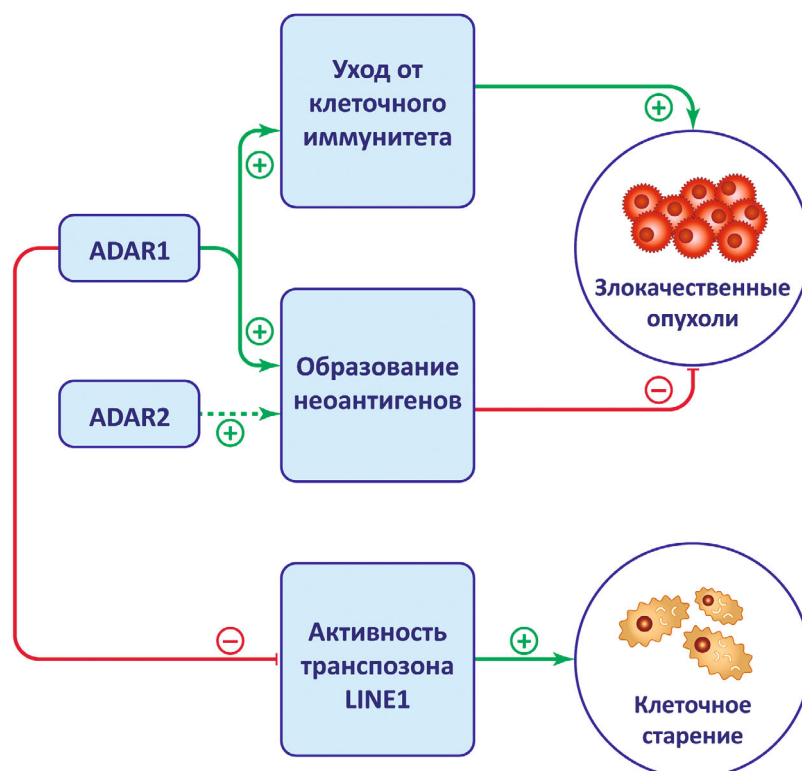 Уход от
клеточного
иммунитета
+
+
ADAR1
Злокачественные
опухоли
+
Образование
неоантигенов
−
ADAR2
+
Активность
транспозона
LINE1
−
+
Клеточное
старение